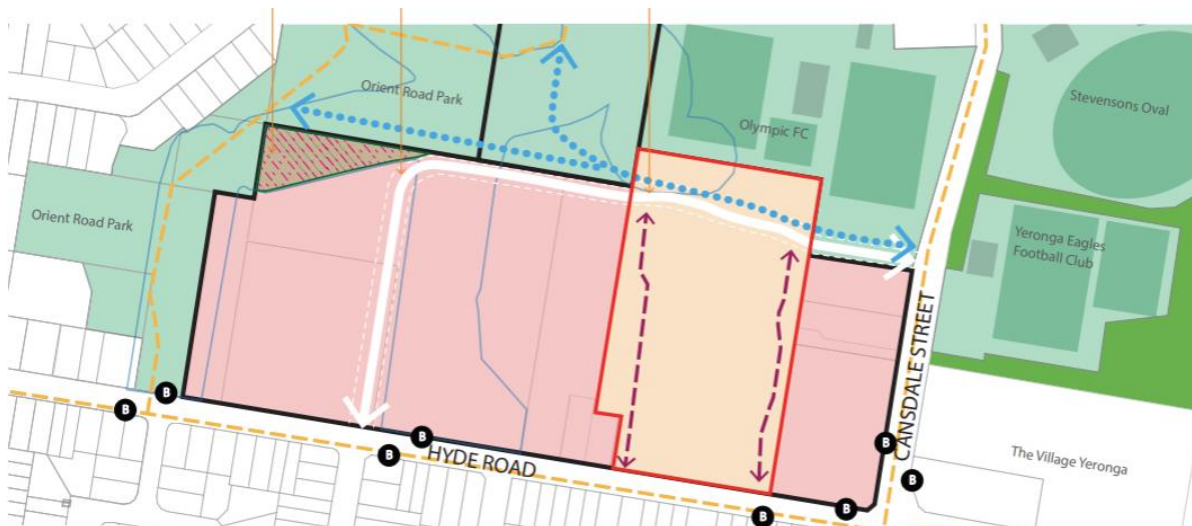 Orient Road Park
Stevensons Oval
Olympic FC
Orient Road Park
Yeronga Eagles
Football Club
CANSDALE STREET
B
B
B
B
HYDE ROAD
B
B
B
B
The Village Yeronga